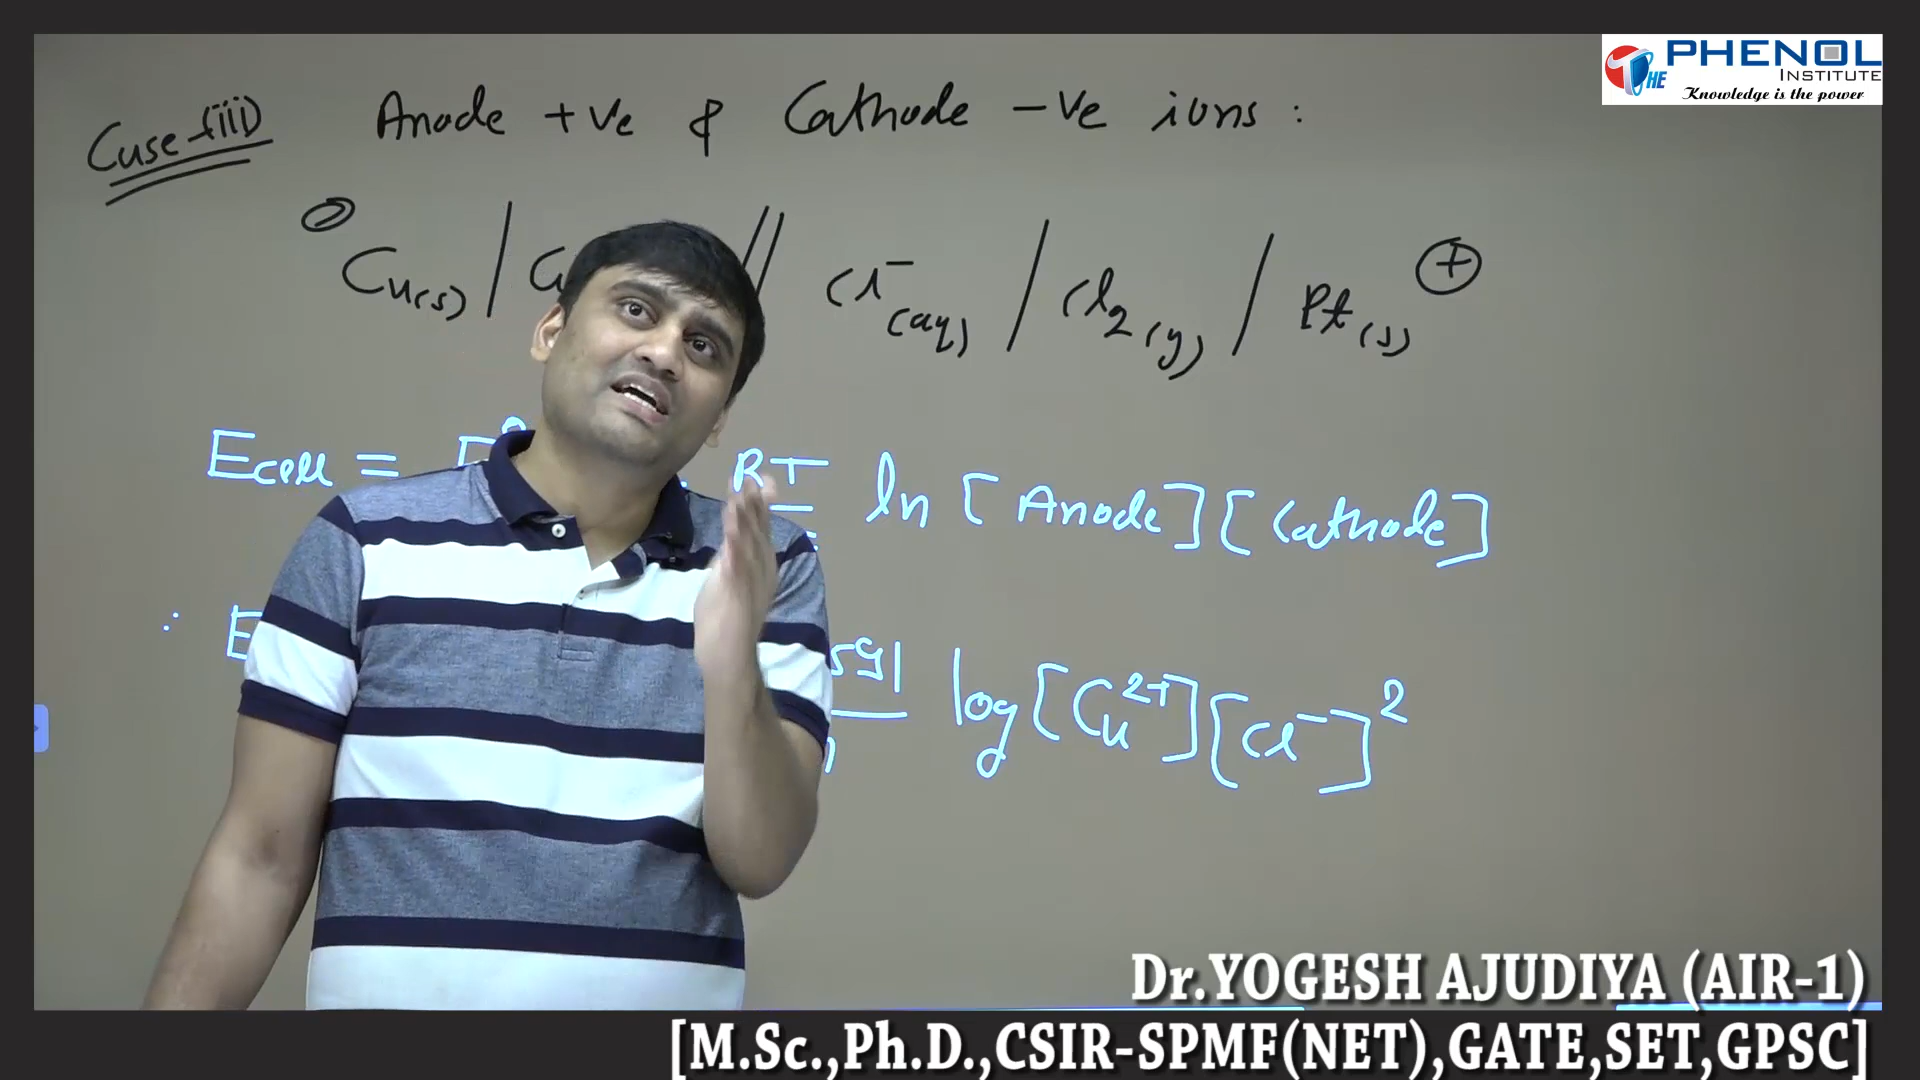 THE PHENOL
INSTITUTE
Knowledge is the power
Case-(iii) Anode +ve & Cathode -ve ions :
Cu(s) / // Cl⁻(aq) / Cl2(g) / Pt(s) ⊕
Ecell = RT ln [Anode][Cathode]
∴ E log[Cu²⁺][Cl⁻]²
Dr.YOGESH AJUDIYA (AIR-1)
[M.Sc.,Ph.D.,CSIR-SPMF(NET),GATE,SET,GPSC]